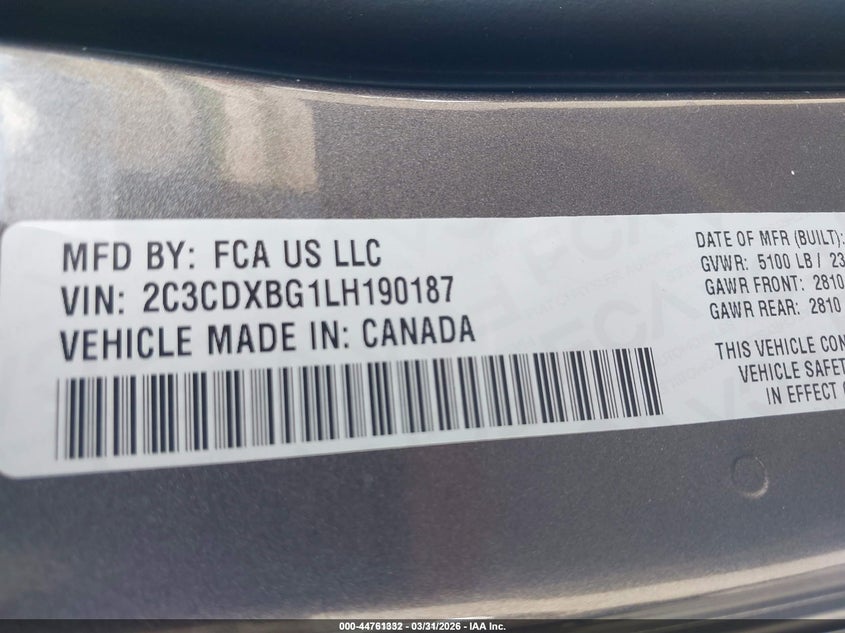 MFD BY: FCA US LLC
VIN: 2C3CDXBG1LH190187
VEHICLE MADE IN: CANADA
DATE OF MFR (BUILT):
GVWR: 5100 LB / 23
GAWR FRONT: 2810
GAWR REAR: 2810
THIS VEHICLE CON
VEHICLE SAFET
IN EFFECT
000-44761332 - 03/31/2026 - IAA Inc.